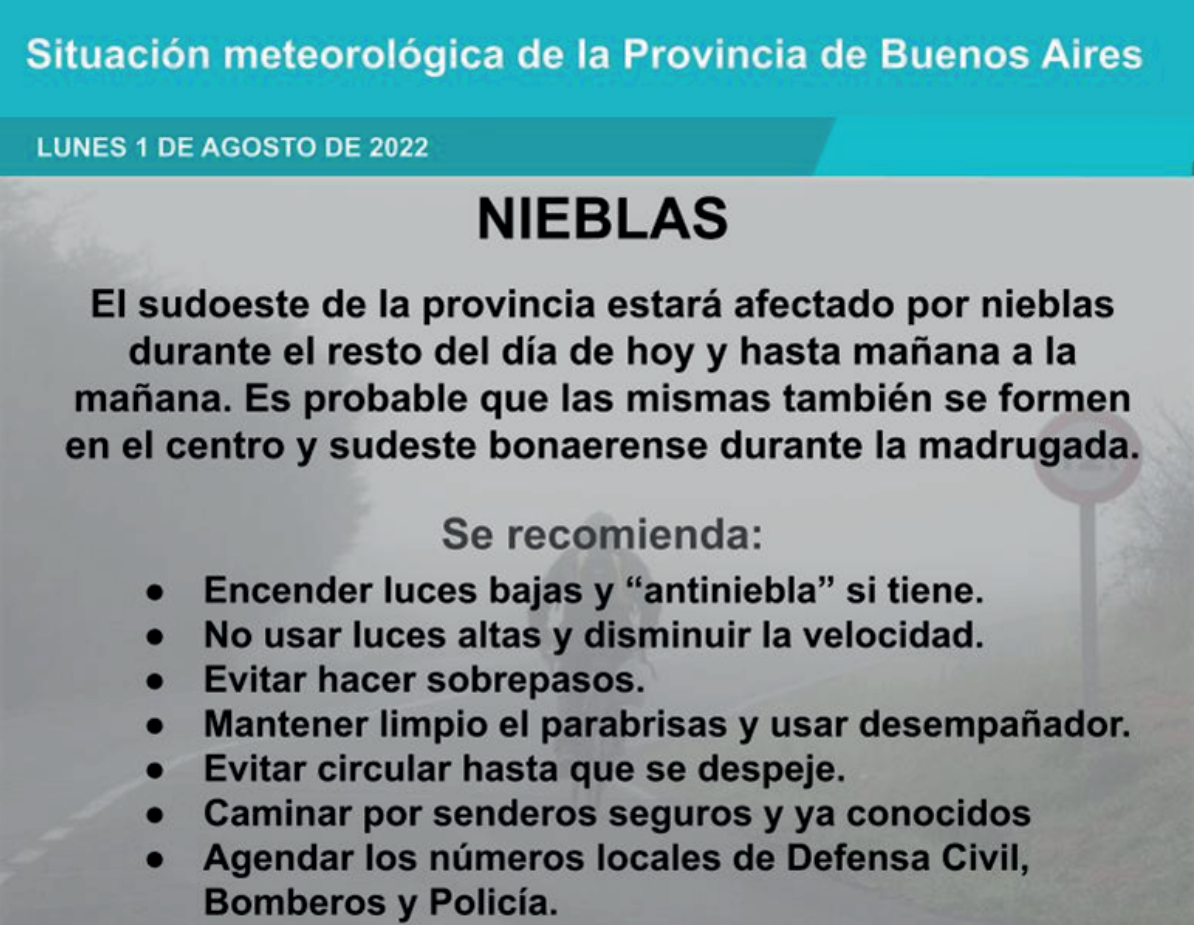 Situación meteorológica de la Provincia de Buenos Aires
LUNES 1 DE AGOSTO DE 2022
NIEBLAS
El sudoeste de la provincia estará afectado por nieblas
durante el resto del día de hoy y hasta mañana a la
mañana. Es probable que las mismas también se formen
en el centro y sudeste bonaerense durante la madrugada.
Se recomienda:
● Encender luces bajas y “antiniebla” si tiene.
● No usar luces altas y disminuir la velocidad.
● Evitar hacer sobrepasos.
● Mantener limpio el parabrisas y usar desempañador.
● Evitar circular hasta que se despeje.
● Caminar por senderos seguros y ya conocidos
● Agendar los números locales de Defensa Civil,
Bomberos y Policía.